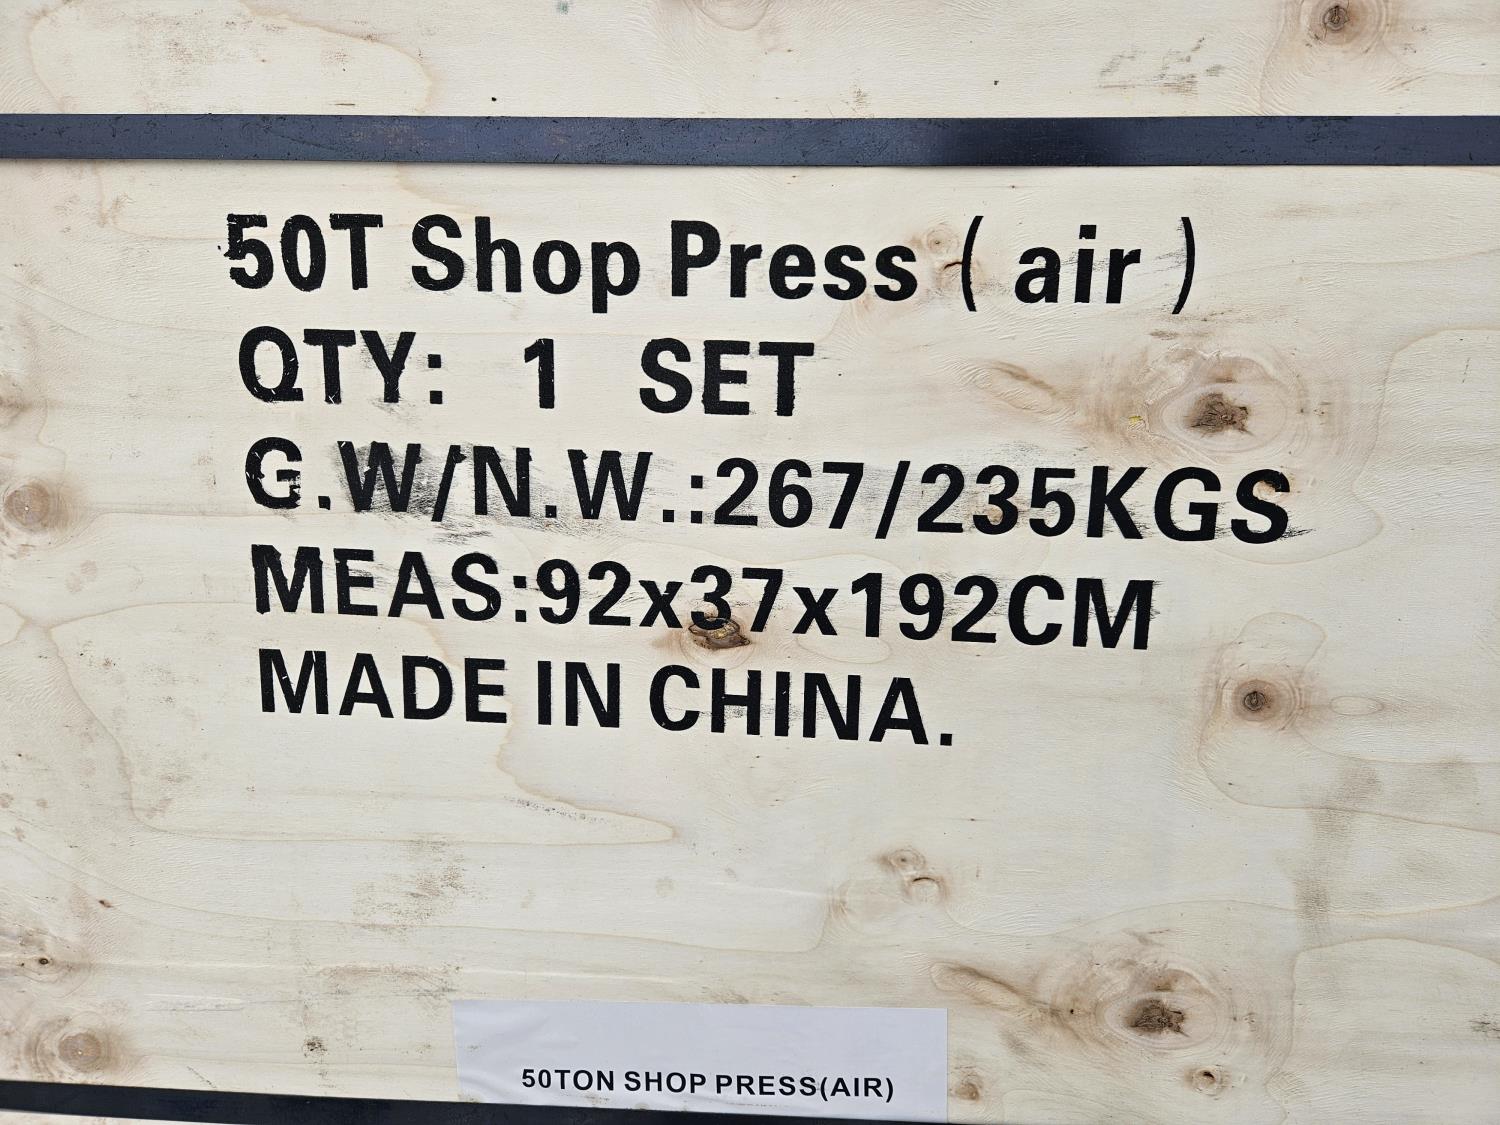 50T Shop Press ( air )
QTY: 1 SET
G.W/N.W.:267/235KGS
MEAS:92x37x192CM
MADE IN CHINA.
50TON SHOP PRESS(AIR)